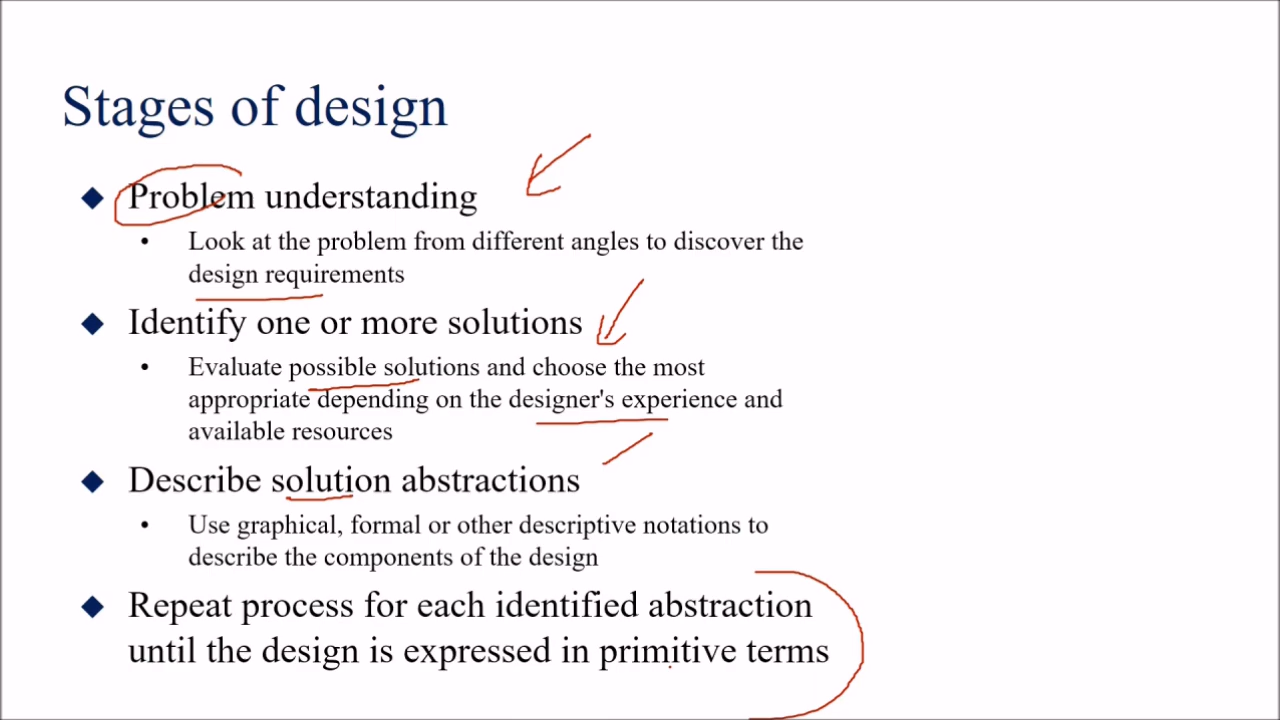 Stages of design
◆ Problem understanding
• Look at the problem from different angles to discover the
design requirements
◆ Identify one or more solutions
• Evaluate possible solutions and choose the most
appropriate depending on the designer's experience and
available resources
◆ Describe solution abstractions
• Use graphical, formal or other descriptive notations to
describe the components of the design
◆ Repeat process for each identified abstraction
until the design is expressed in primitive terms